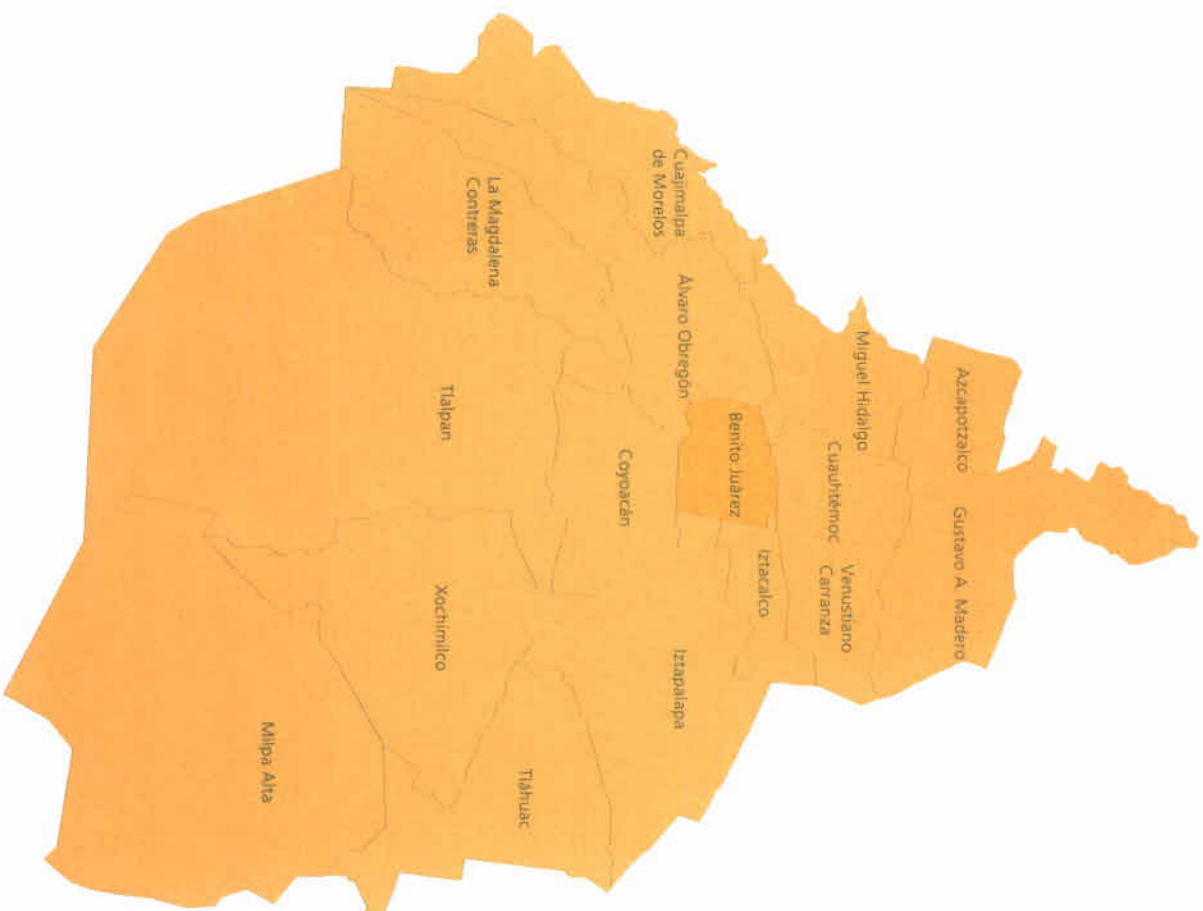 Azcapotzalco
Gustavo A. Madero
Miguel Hidalgo
Cuauhtémoc
Venustiano
Carranza
Cuajimalpa
de Morelos
Álvaro Obregón
Benito Juárez
Iztacalco
Coyoacán
Iztapalapa
La Magdalena
Contreras
Tlalpan
Xochimilco
Tláhuac
Milpa Alta